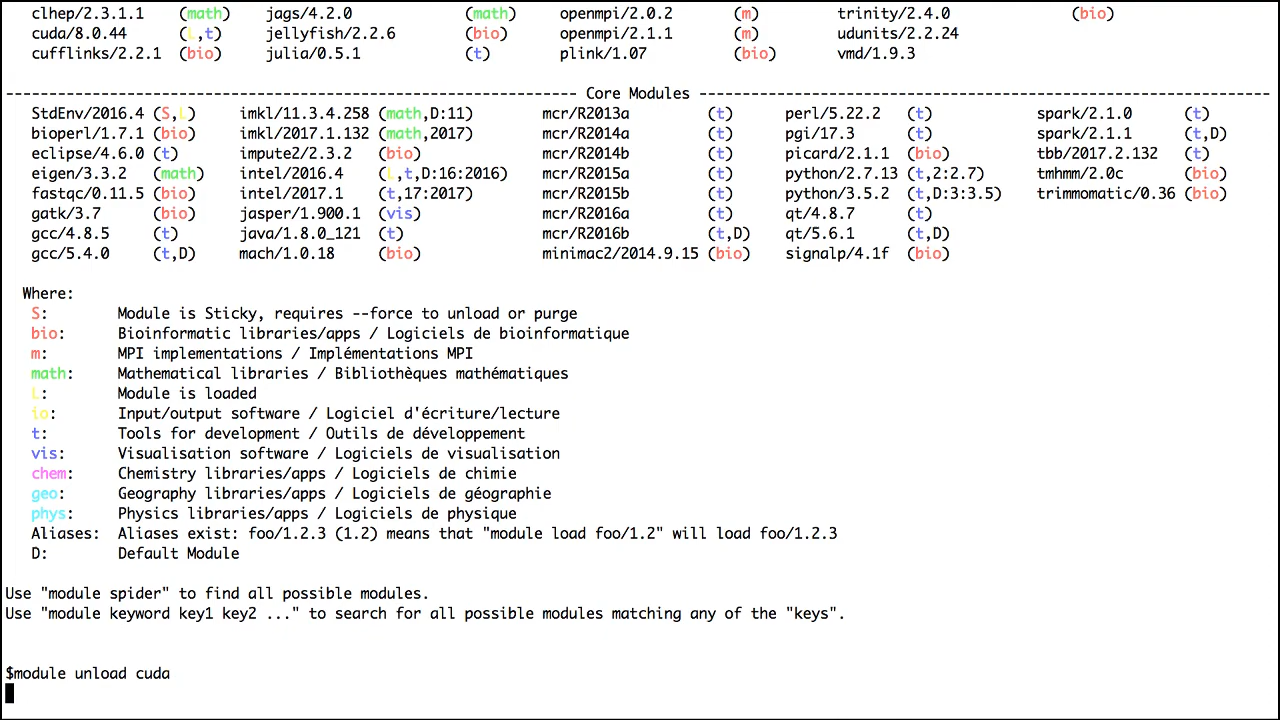 clhep/2.3.1.1 (math) jags/4.2.0 (math) openmpi/2.0.2 (m) trinity/2.4.0 (bio)
cuda/8.0.44 (L,t) jellyfish/2.2.6 (bio) openmpi/2.1.1 (m) udunits/2.2.24
cufflinks/2.2.1 (bio) julia/0.5.1 (t) plink/1.07 (bio) vmd/1.9.3
------------------------------------------------------------------ Core Modules ------------------------------------------------------------------
StdEnv/2016.4 (S,L) imkl/11.3.4.258 (math,D:11) mcr/R2013a (t) perl/5.22.2 (t) spark/2.1.0 (t)
bioperl/1.7.1 (bio) imkl/2017.1.132 (math,2017) mcr/R2014a (t) pgi/17.3 (t) spark/2.1.1 (t,D)
eclipse/4.6.0 (t) impute2/2.3.2 (bio) mcr/R2014b (t) picard/2.1.1 (bio) tbb/2017.2.132 (t)
eigen/3.3.2 (math) intel/2016.4 (L,t,D:16:2016) mcr/R2015a (t) python/2.7.13 (t,2:2.7) tmhmm/2.0c (bio)
fastqc/0.11.5 (bio) intel/2017.1 (t,17:2017) mcr/R2015b (t) python/3.5.2 (t,D:3:3.5) trimmomatic/0.36 (bio)
gatk/3.7 (bio) jasper/1.900.1 (vis) mcr/R2016a (t) qt/4.8.7 (t)
gcc/4.8.5 (t) java/1.8.0_121 (t) mcr/R2016b (t,D) qt/5.6.1 (t,D)
gcc/5.4.0 (t,D) mach/1.0.18 (bio) minimac2/2014.9.15 (bio) signalp/4.1f (bio)
Where:
S: Module is Sticky, requires --force to unload or purge
bio: Bioinformatic libraries/apps / Logiciels de bioinformatique
m: MPI implementations / Implémentations MPI
math: Mathematical libraries / Bibliothèques mathématiques
L: Module is loaded
io: Input/output software / Logiciel d'écriture/lecture
t: Tools for development / Outils de développement
vis: Visualisation software / Logiciels de visualisation
chem: Chemistry libraries/apps / Logiciels de chimie
geo: Geography libraries/apps / Logiciels de géographie
phys: Physics libraries/apps / Logiciels de physique
Aliases: Aliases exist: foo/1.2.3 (1.2) means that "module load foo/1.2" will load foo/1.2.3
D: Default Module
Use "module spider" to find all possible modules.
Use "module keyword key1 key2 ..." to search for all possible modules matching any of the "keys".
$module unload cuda